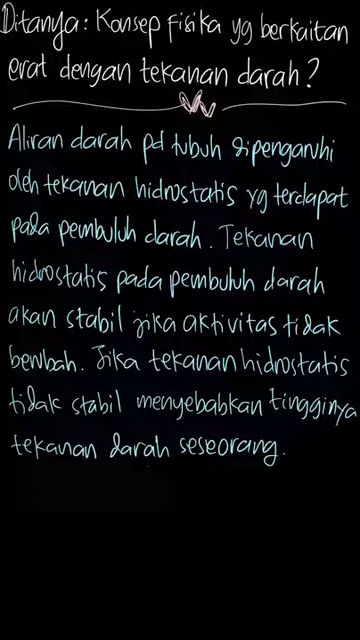 Ditanya: Konsep fisika yg berkaitan
erat dengan tekanan darah?
Aliran darah pd tubuh dipengaruhi
oleh tekanan hidrostatis yg terdapat
pada pembuluh darah. Tekanan
hidrostatis pada pembuluh darah
akan stabil jika aktivitas tidak
berubah. Jika tekanan hidrostatis
tidak stabil menyebabkan tingginya
tekanan darah seseorang.